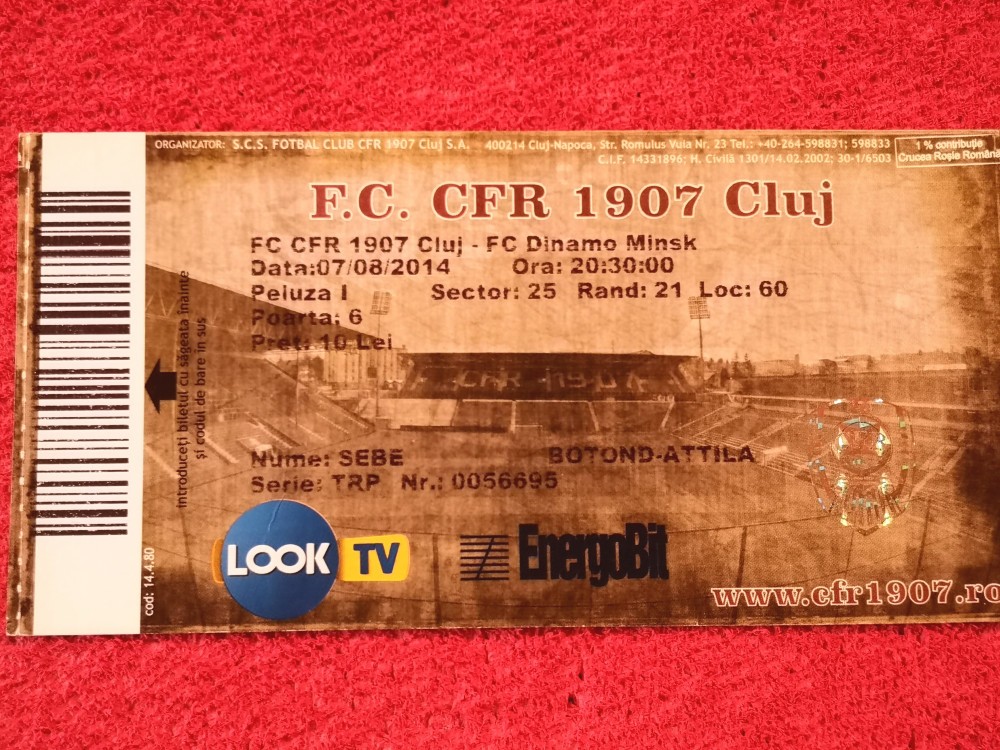 ORGANIZATOR: S.C.S. FOTBAL CLUB CFR 1907 Cluj S.A. 400214 Cluj-Napoca, Str. Romulus Vuia Nr. 23 Tel.: +40-264-598831; 598833
C.I.F. 14331896; H. Civilă 1301/14.02.2002; 30-1/6503
1 % contribuție
Crucea Roșie Română
F.C. CFR 1907 Cluj
FC CFR 1907 Cluj - FC Dinamo Minsk
Data:07/08/2014 Ora: 20:30:00
Peluza I Sector: 25 Rand: 21 Loc: 60
Poarta: 6
Pret: 10 Lei
CFR 1907
Introduceți biletul cu săgeata înainte
și codul de bare în sus
Nume: SEBE BOTOND-ATTILA
Serie: TRP Nr.: 0056695
LOOK TV
EnergoBit
cod: 14.4.80
www.cfr1907.ro